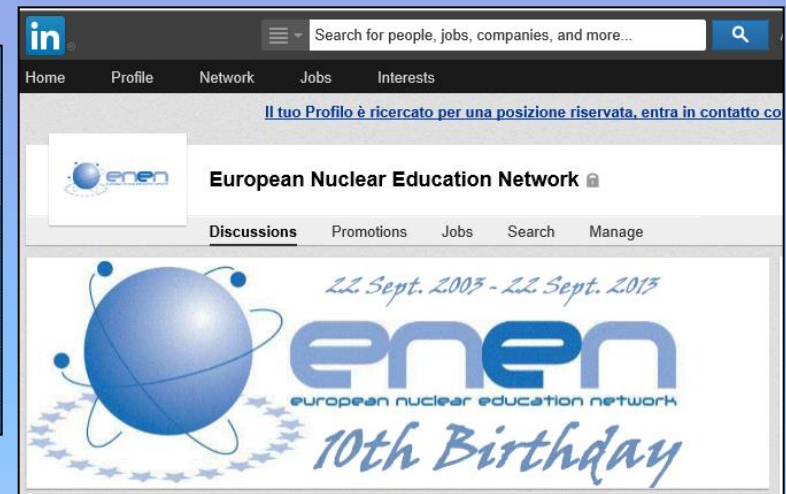 in
Search for people, jobs, companies, and more...
Home Profile Network Jobs Interests
Il tuo Profilo è ricercato per una posizione riservata, entra in contatto co
enen
European Nuclear Education Network
Discussions Promotions Jobs Search Manage
22 Sept. 2003 - 22 Sept. 2013
enen
european nuclear education network
10th Birthday